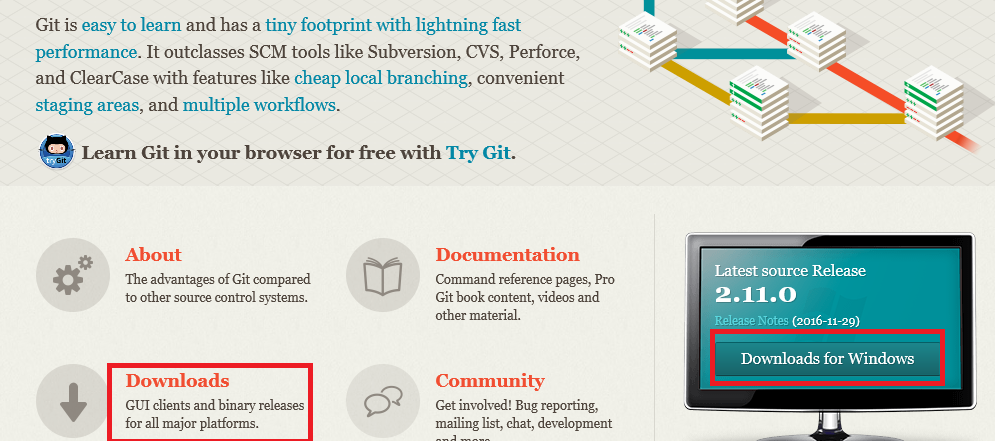 Git is easy to learn and has a tiny footprint with lightning fast
performance. It outclasses SCM tools like Subversion, CVS, Perforce,
and ClearCase with features like cheap local branching, convenient
staging areas, and multiple workflows.
tryGit
Learn Git in your browser for free with Try Git.
About
The advantages of Git compared
to other source control systems.
Documentation
Command reference pages, Pro
Git book content, videos and
other material.
Downloads
GUI clients and binary releases
for all major platforms.
Community
Get involved! Bug reporting,
mailing list, chat, development
and more.
Latest source Release
2.11.0
Release Notes (2016-11-29)
Downloads for Windows